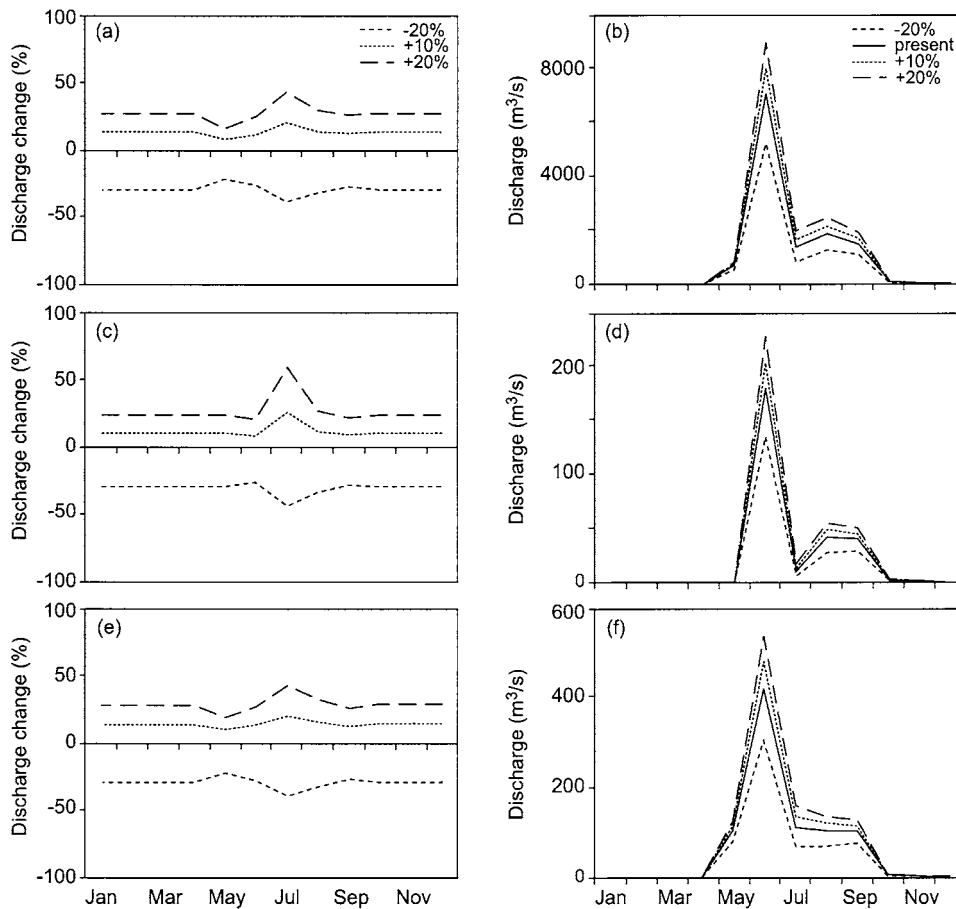 (a)
-20%
+10%
+20%
100
50
0
-50
-100
Discharge change (%)
(b)
-20%
present
+10%
+20%
8000
4000
0
Discharge (m³/s)
(c)
100
50
0
-50
-100
Discharge change (%)
(d)
200
100
0
Discharge (m³/s)
(e)
100
50
0
-50
-100
Discharge change (%)
Jan Mar May Jul Sep Nov
(f)
600
400
200
0
Discharge (m³/s)
Jan Mar May Jul Sep Nov